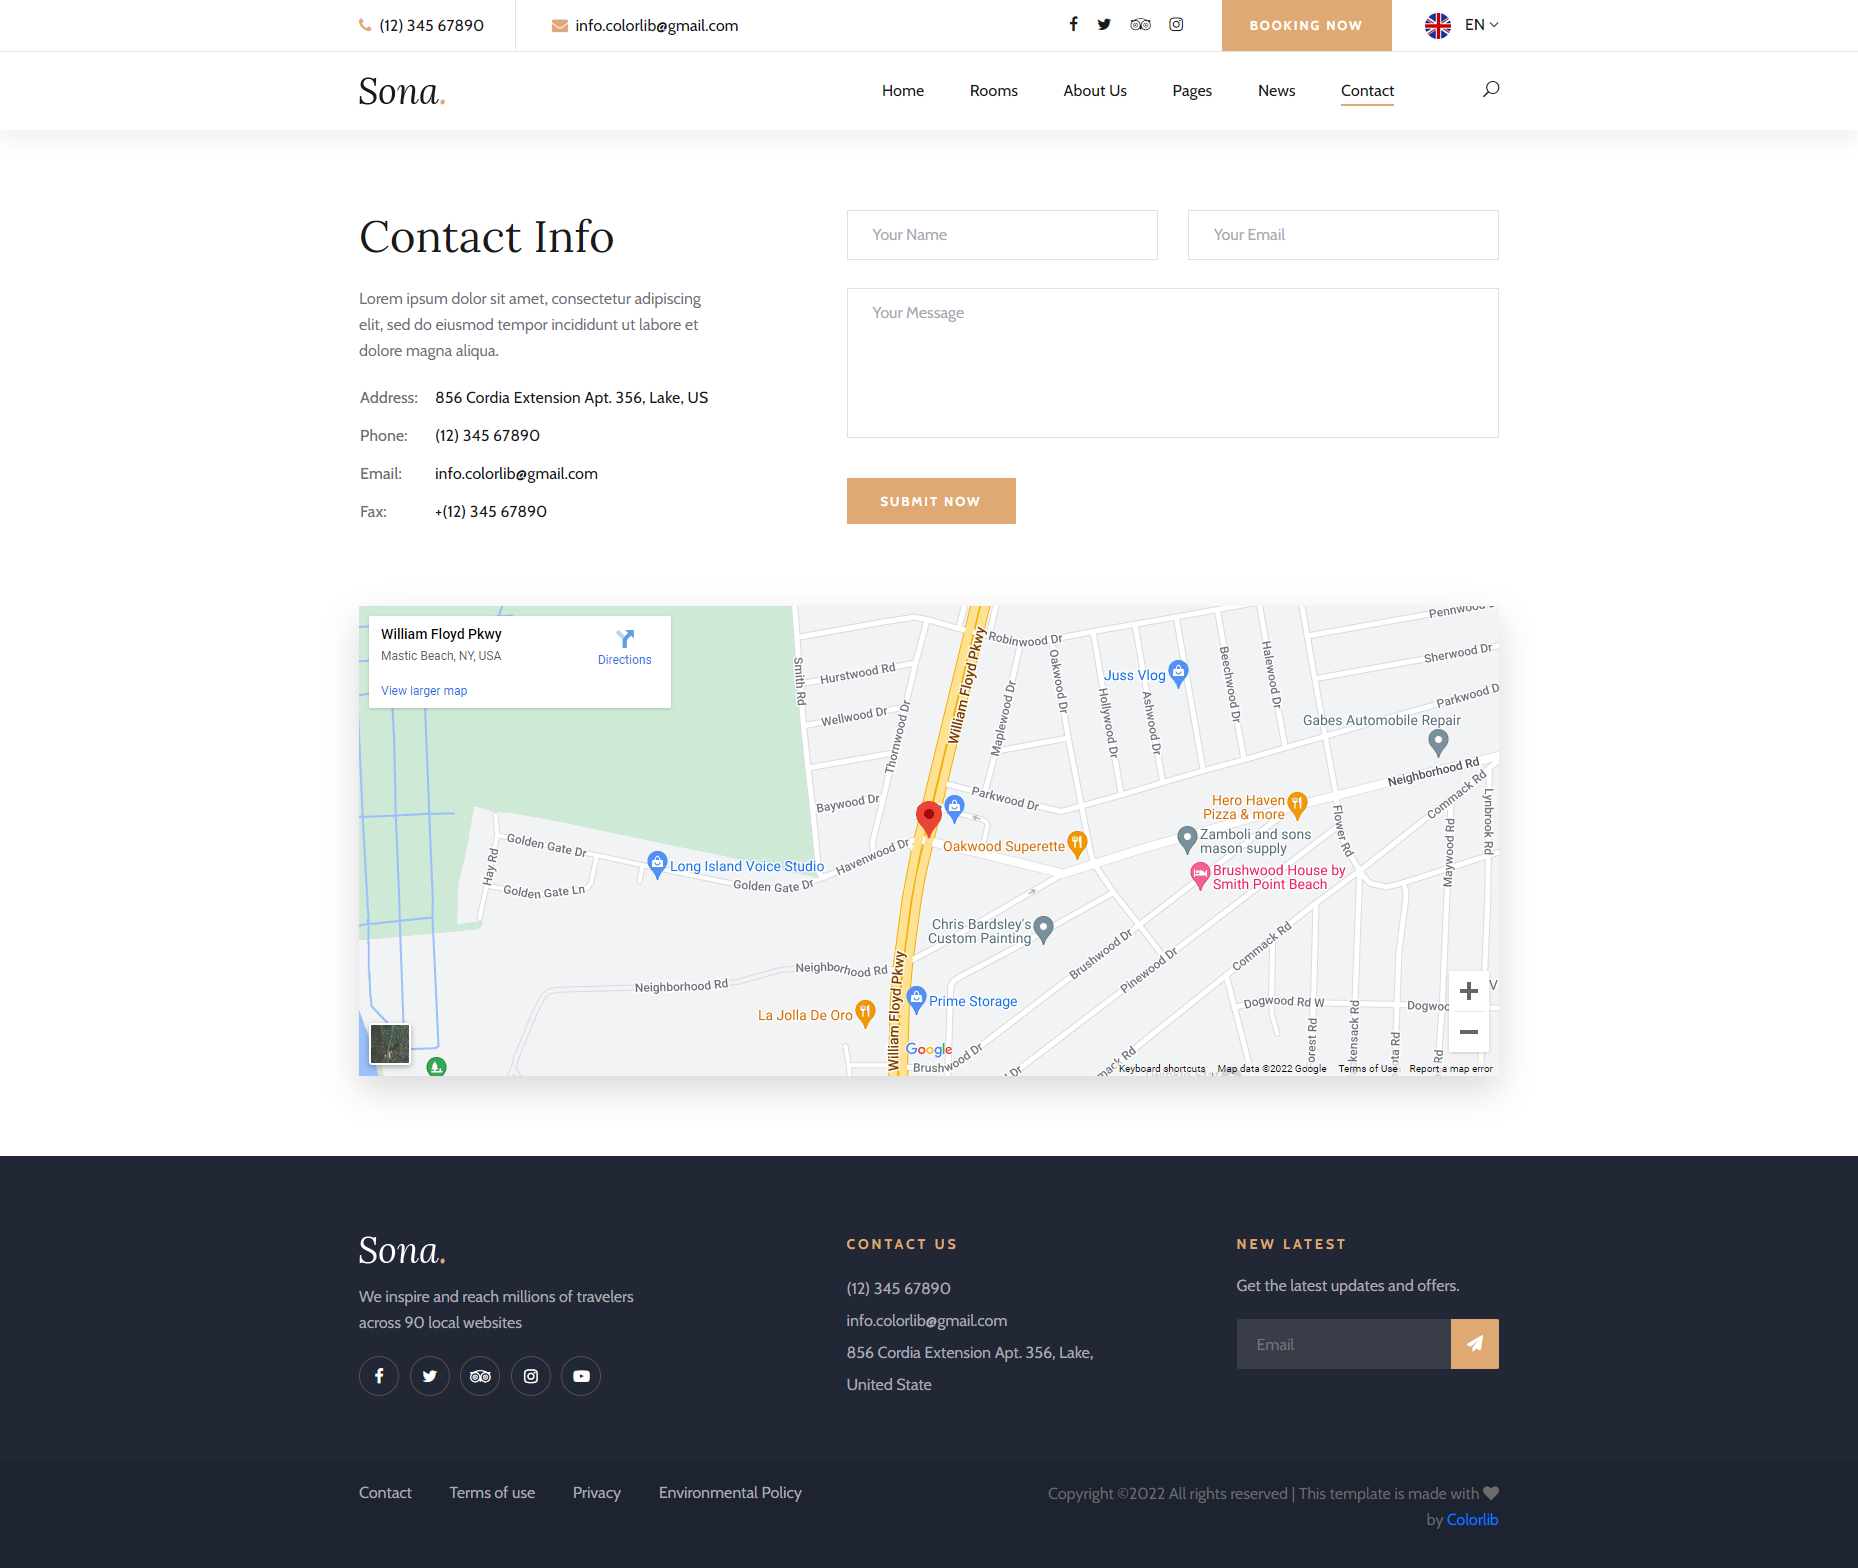 (12) 345 67890
info.colorlib@gmail.com
BOOKING NOW
EN
Sona.
Home
Rooms
About Us
Pages
News
Contact
Contact Info
Lorem ipsum dolor sit amet, consectetur adipiscing
elit, sed do eiusmod tempor incididunt ut labore et
dolore magna aliqua.
Address: 856 Cordia Extension Apt. 356, Lake, US
Phone: (12) 345 67890
Email: info.colorlib@gmail.com
Fax: +(12) 345 67890
Your Name
Your Email
Your Message
SUBMIT NOW
William Floyd Pkwy
Mastic Beach, NY, USA
Directions
View larger map
Smith Rd
Hurstwood Rd
Wellwood Dr
Thornwood Dr
Baywood Dr
William Floyd Pkwy
Robinwood Dr
Maplewood Dr
Oakwood Dr
Hollywood Dr
Ashwood Dr
Juss Vlog
Beechwood Dr
Halewood Dr
Sherwood Dr
Parkwood D
Gabes Automobile Repair
Neighborhood Rd
Commack Rd
Lynbrook Rd
Parkwood Dr
Hero Haven
Pizza & more
Flower Rd
Maywood Rd
Zamboli and sons
mason supply
Oakwood Superette
Havenwood Dr
Golden Gate Dr
Hay Rd
Golden Gate Ln
Long Island Voice Studio
Golden Gate Dr
Brushwood House by
Smith Point Beach
Chris Bardsley's
Custom Painting
Brushwood Dr
Pinewood Dr
Commack Rd
Neighborhood Rd
Neighborhood Rd
William Floyd Pkwy
Prime Storage
La Jolla De Oro
Dogwood Rd W
Dogwoo
V
orest Rd
kensack Rd
ota Rd
Rd
Google
Brushwood Dr
Dr
mack Rd
Keyboard shortcuts
Map data ©2022 Google
Terms of Use
Report a map error
Sona.
We inspire and reach millions of travelers
across 90 local websites
CONTACT US
(12) 345 67890
info.colorlib@gmail.com
856 Cordia Extension Apt. 356, Lake,
United State
NEW LATEST
Get the latest updates and offers.
Email
Contact
Terms of use
Privacy
Environmental Policy
Copyright ©2022 All rights reserved | This template is made with
by Colorlib